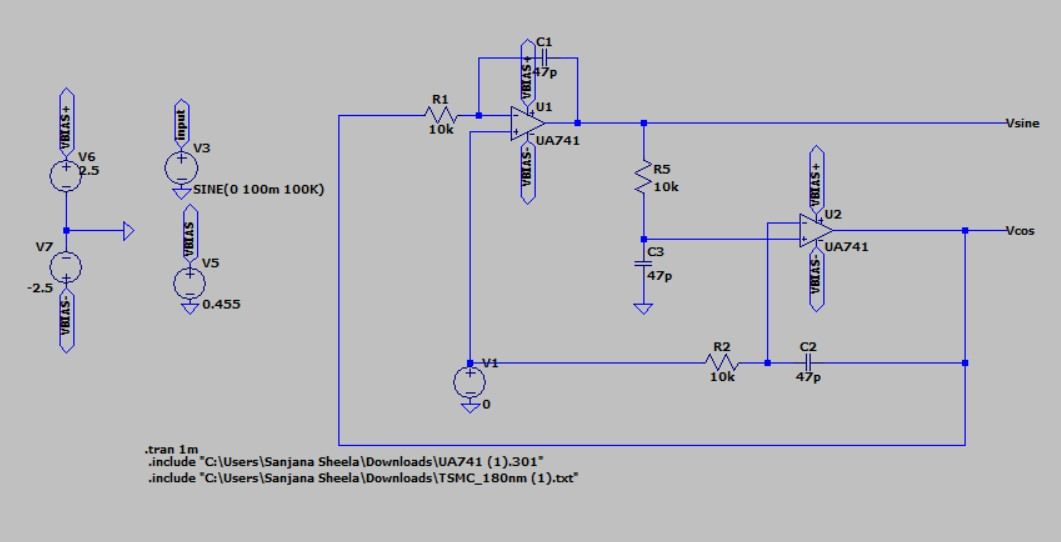 VBIAS+
V6
2.5
V7
-2.5
VBIAS-
input
V3
SINE(0 100m 100K)
VBIAS
V5
0.455
R1
10k
C1
47p
VBIAS+
U1
UA741
VBIAS-
Vsine
R5
10k
C3
47p
VBIAS+
U2
UA741
VBIAS-
Vcos
V1
0
R2
10k
C2
47p
.tran 1m
.include "C:\Users\Sanjana Sheela\Downloads\UA741 (1).301"
.include "C:\Users\Sanjana Sheela\Downloads\TSMC_180nm (1).txt"